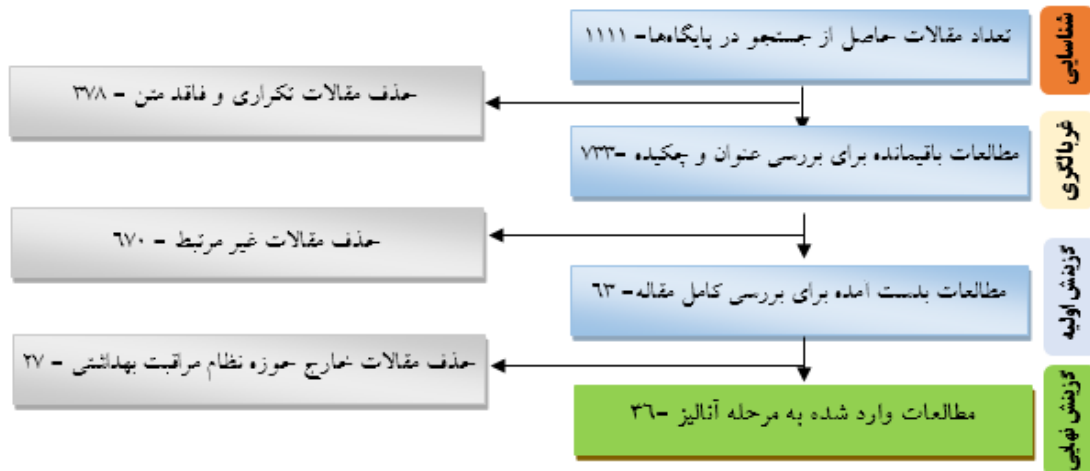 شناسایی
تعداد مقالات حاصل از جستجو در پایگاه‌ها- ۱۱۱۱
حذف مقالات تکراری و فاقد متن - ۳۷۸
غربالگری
مطالعات باقیمانده برای بررسی عنوان و چکیده -۷۳۳
حذف مقالات غیر مرتبط - ۶۷۰
گزینش اولیه
مطالعات بدست آمده برای بررسی کامل مقاله- ۶۳
حذف مقالات خارج حوزه نظام مراقبت بهداشتی - ۲۷
گزینش نهایی
مطالعات وارد شده به مرحله آنالیز -۳۶